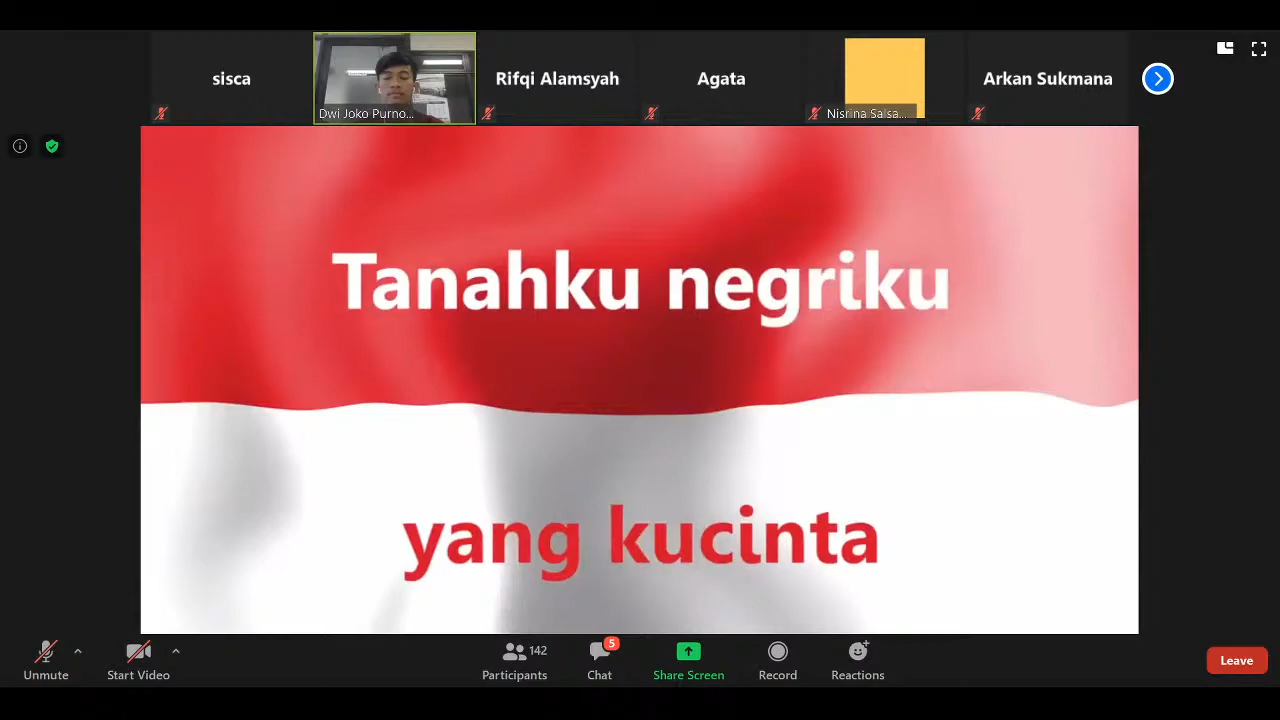 sisca
Dwi Joko Purno...
Rifqi Alamsyah
Agata
Nisrina Salsa...
Arkan Sukmana
Tanahku negriku
yang kucinta
Unmute
Start Video
142
Participants
5
Chat
Share Screen
Record
Reactions
Leave